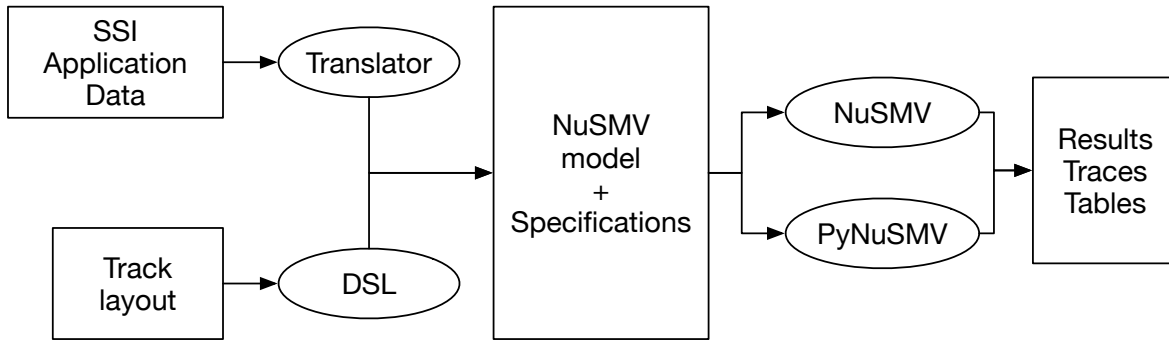 SSI
Application
Data
Translator
Track
layout
DSL
NuSMV
model
+
Specifications
NuSMV
PyNuSMV
Results
Traces
Tables